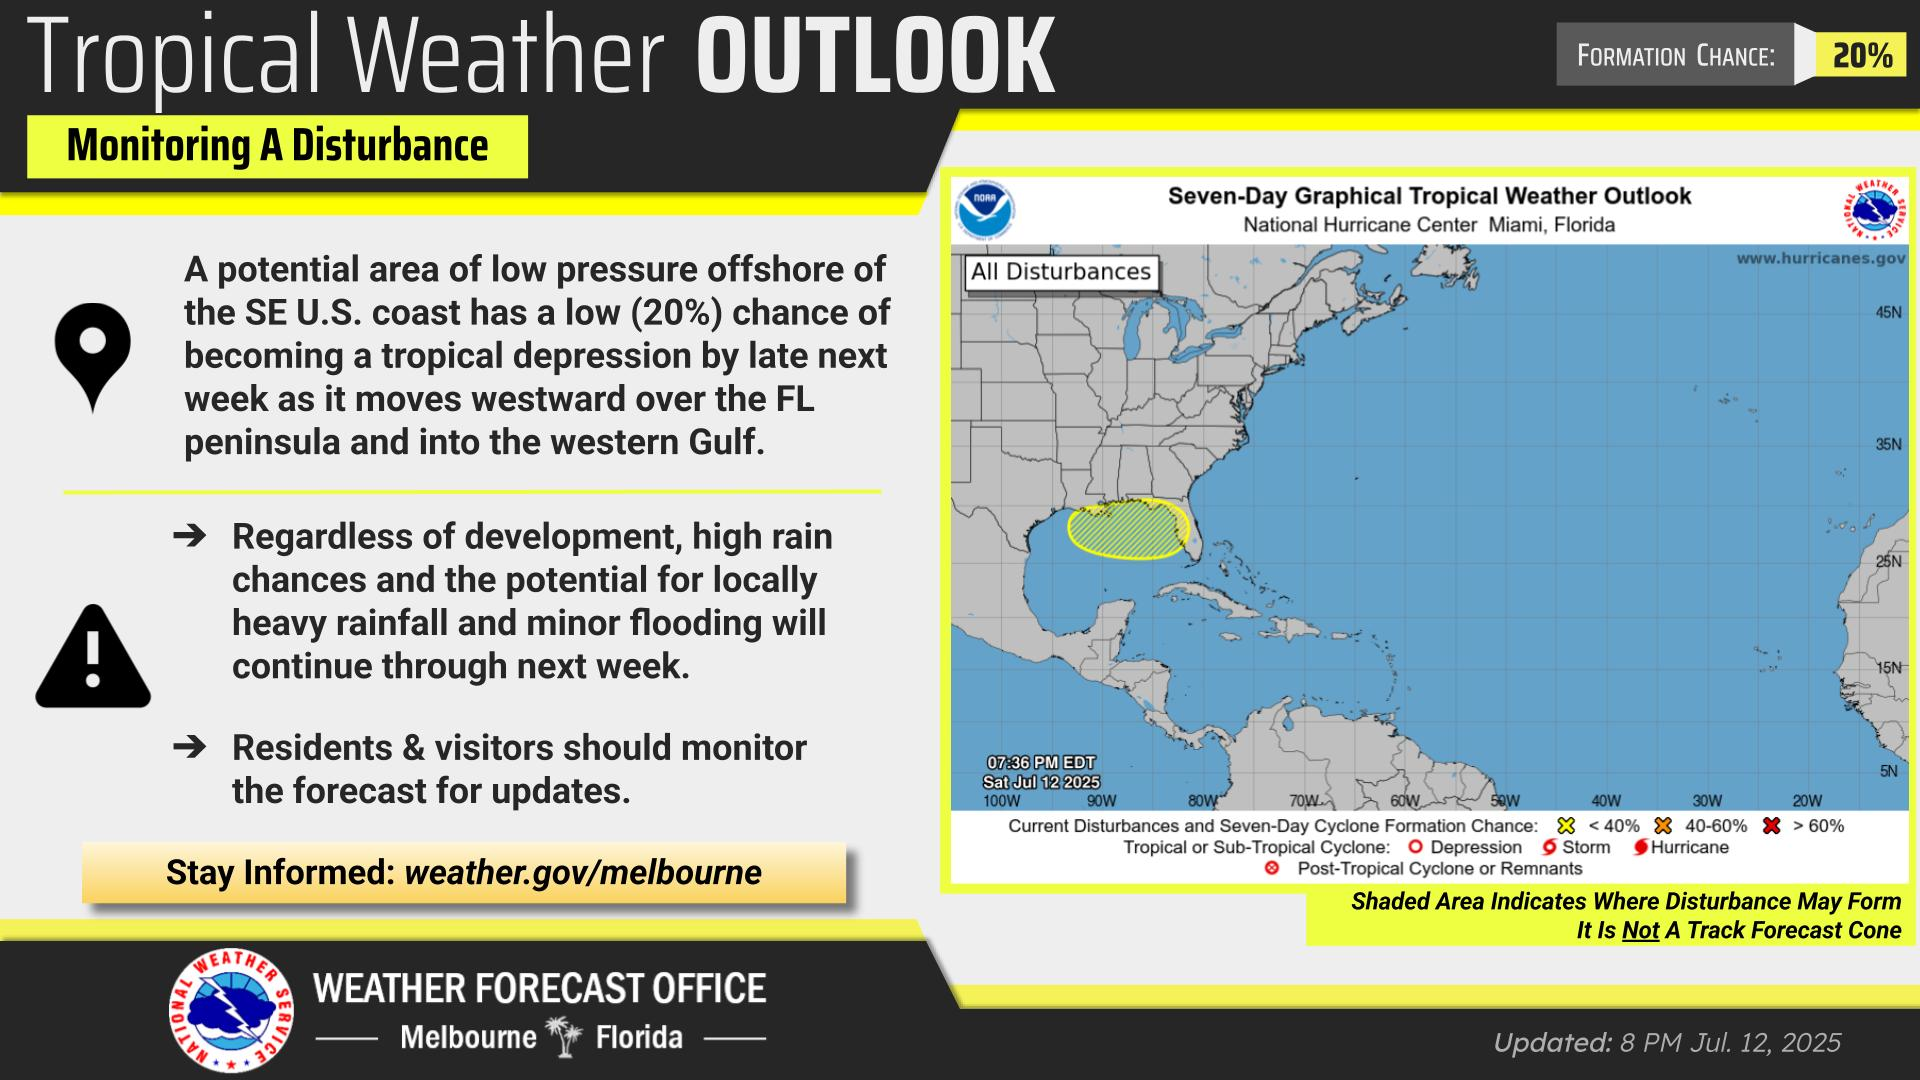 Tropical Weather OUTLOOK
FORMATION CHANCE: 20%
Monitoring A Disturbance
A potential area of low pressure offshore of
the SE U.S. coast has a low (20%) chance of
becoming a tropical depression by late next
week as it moves westward over the FL
peninsula and into the western Gulf.
➔ Regardless of development, high rain
chances and the potential for locally
heavy rainfall and minor flooding will
continue through next week.
➔ Residents & visitors should monitor
the forecast for updates.
Stay Informed: weather.gov/melbourne
NOAA
Seven-Day Graphical Tropical Weather Outlook
National Hurricane Center Miami, Florida
NATIONAL WEATHER SERVICE
www.hurricanes.gov
All Disturbances
45N
35N
25N
15N
5N
07:36 PM EDT
Sat Jul 12 2025
100W 90W 80W 70W 60W 50W 40W 30W 20W
Current Disturbances and Seven-Day Cyclone Formation Chance: < 40% 40-60% > 60%
Tropical or Sub-Tropical Cyclone: Depression Storm Hurricane
Post-Tropical Cyclone or Remnants
Shaded Area Indicates Where Disturbance May Form
It Is Not A Track Forecast Cone
NATIONAL WEATHER SERVICE
WEATHER FORECAST OFFICE
Melbourne Florida
Updated: 8 PM Jul. 12, 2025